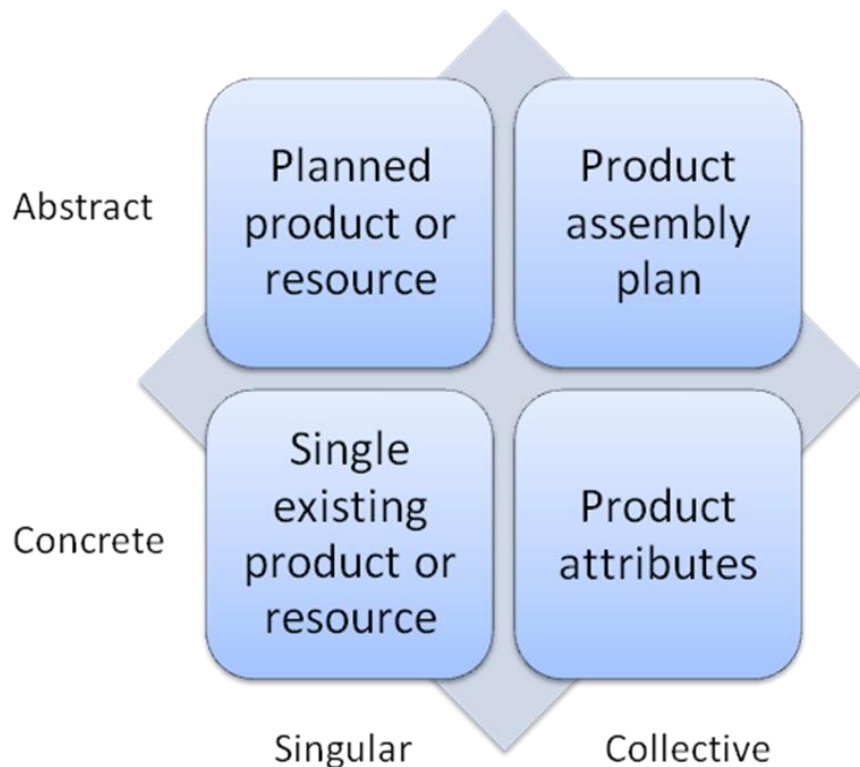 Abstract
Planned
product or
resource
Product
assembly
plan
Concrete
Single
existing
product or
resource
Product
attributes
Singular
Collective